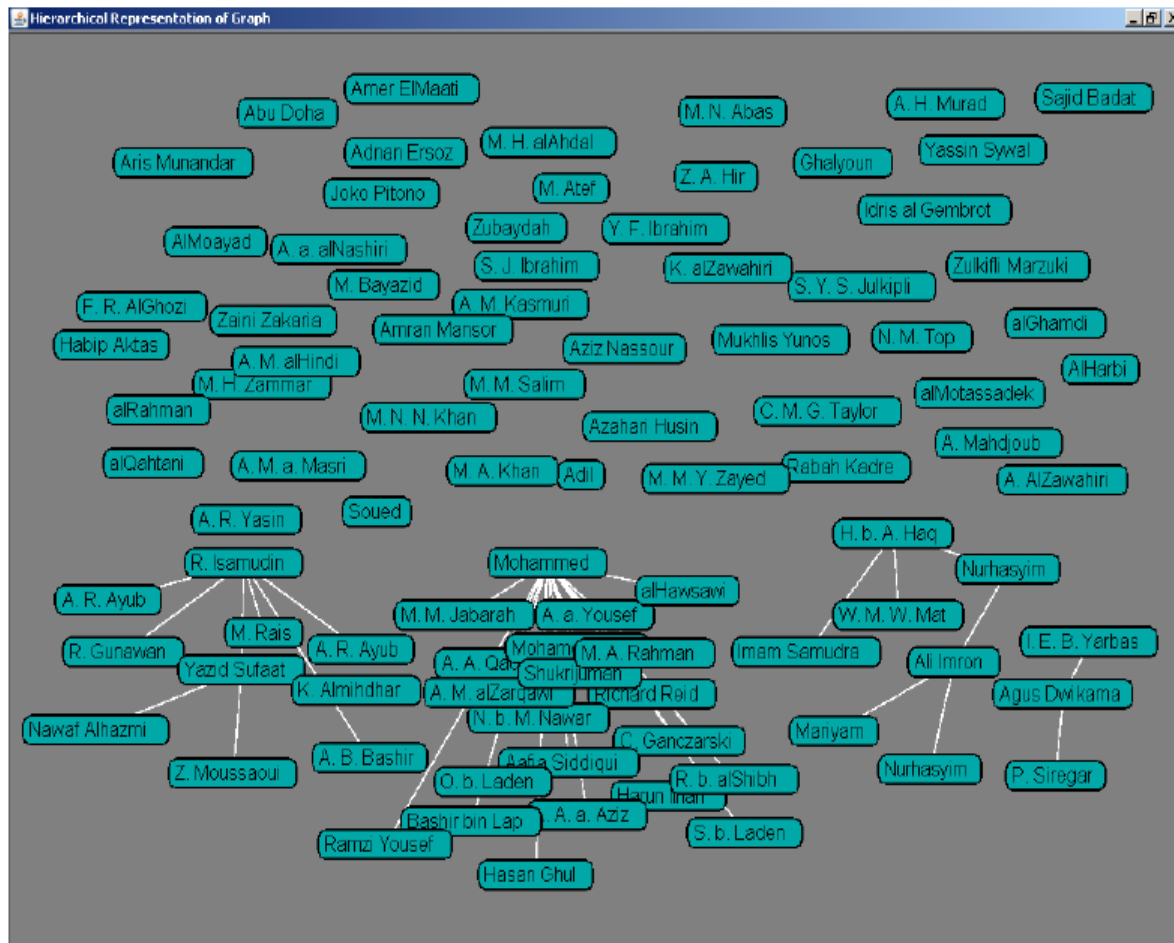 Hierarchical Representation of Graph
Amer ElMaati
Abu Doha
M. N. Abas
A. H. Murad
Sajid Badat
Aris Munandar
Adnan Ersoz
M. H. alAhdal
Ghalyoun
Yassin Sywal
Joko Pitono
M. Atef
Z. A. Hir
Idris al Gembrot
AlMoayad
A. a. alNashiri
Zubaydah
Y. F. Ibrahim
S. J. Ibrahim
K. alZawahiri
Zulkifli Marzuki
M. Bayazid
S. Y. S. Julkipli
F. R. AlGhozi
Zaini Zakaria
A. M. Kasmuri
Amran Mansor
Habip Aktas
Aziz Nassour
Mukhlis Yunos
N. M. Top
alGhamdi
A. M. alHindi
M. H. Zammar
M. M. Salim
AlHarbi
alRahman
M. N. N. Khan
Azahari Husin
C. M. G. Taylor
alMotassadek
alQahtani
A. M. a. Masri
M. A. Khan
Adil
M. M. Y. Zayed
Rabah Kadre
A. Mahdjoub
A. AlZawahiri
A. R. Yasin
Soued
H. b. A. Haq
R. Isamudin
Mohammed
Nurhasyim
A. R. Ayub
alHawsawi
M. M. Jabarah
A. a. Yousef
W. M. W. Mat
R. Gunawan
M. Rais
A. R. Ayub
M. A. Rahman
Imam Samudra
I. E. B. Yarbas
Yazid Sufaat
Shukrijuman
Ali Imron
K. Almihdhar
A. M. alZarqawi
Richard Reid
Agus Dwikarna
Nawaf Alhazmi
N. b. M. Nawar
C. Ganczarski
Mariyam
A. B. Bashir
Aafia Siddiqui
Z. Moussaoui
O. b. Laden
R. b. alShibh
Nurhasyim
P. Siregar
Harun Ilhan
Bashir bin Lap
. A. a. Aziz
S. b. Laden
Ramzi Yousef
Hasan Ghul